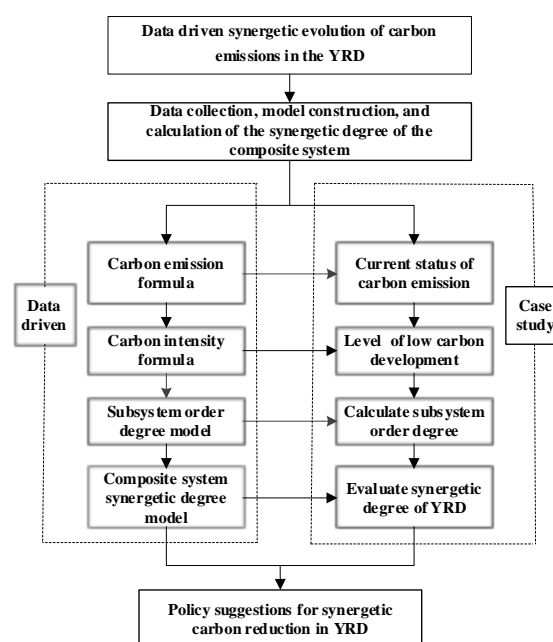 Data driven synergetic evolution of carbon
emissions in the YRD
Data collection, model construction, and
calculation of the synergetic degree of the
composite system
Carbon emission
formula
Current status of
carbon emission
Data
driven
Case
study
Carbon intensity
formula
Level of low carbon
development
Subsystem order
degree model
Calculate subsystem
order degree
Composite system
synergetic degree
model
Evaluate synergetic
degree of YRD
Policy suggestions for synergetic
carbon reduction in YRD